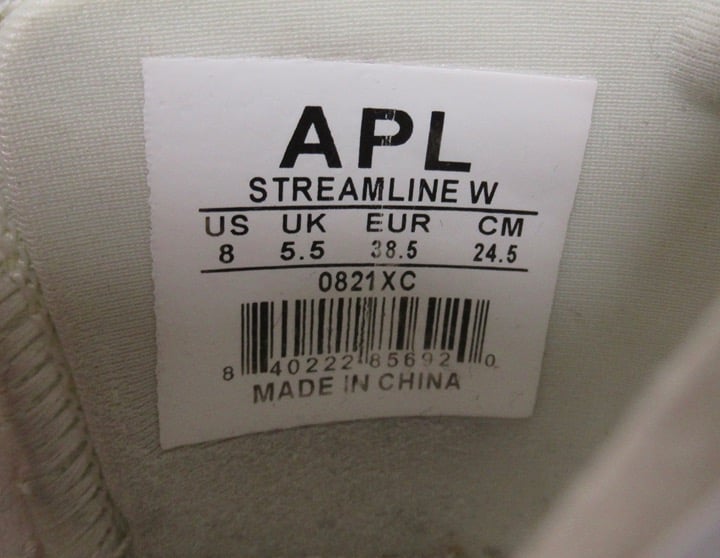 APL
STREAMLINE W
US UK EUR CM
8 5.5 38.5 24.5
0821XC
8 40222 85692 0
MADE IN CHINA